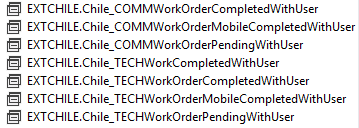 EXTCHILE.Chile_COMMWorkOrderCompletedWithUser
EXTCHILE.Chile_COMMWorkOrderMobileCompletedWithUser
EXTCHILE.Chile_COMMWorkOrderPendingWithUser
EXTCHILE.Chile_TECHWorkCompletedWithUser
EXTCHILE.Chile_TECHWorkOrderCompletedWithUser
EXTCHILE.Chile_TECHWorkOrderMobileCompletedWithUser
EXTCHILE.Chile_TECHWorkOrderPendingWithUser